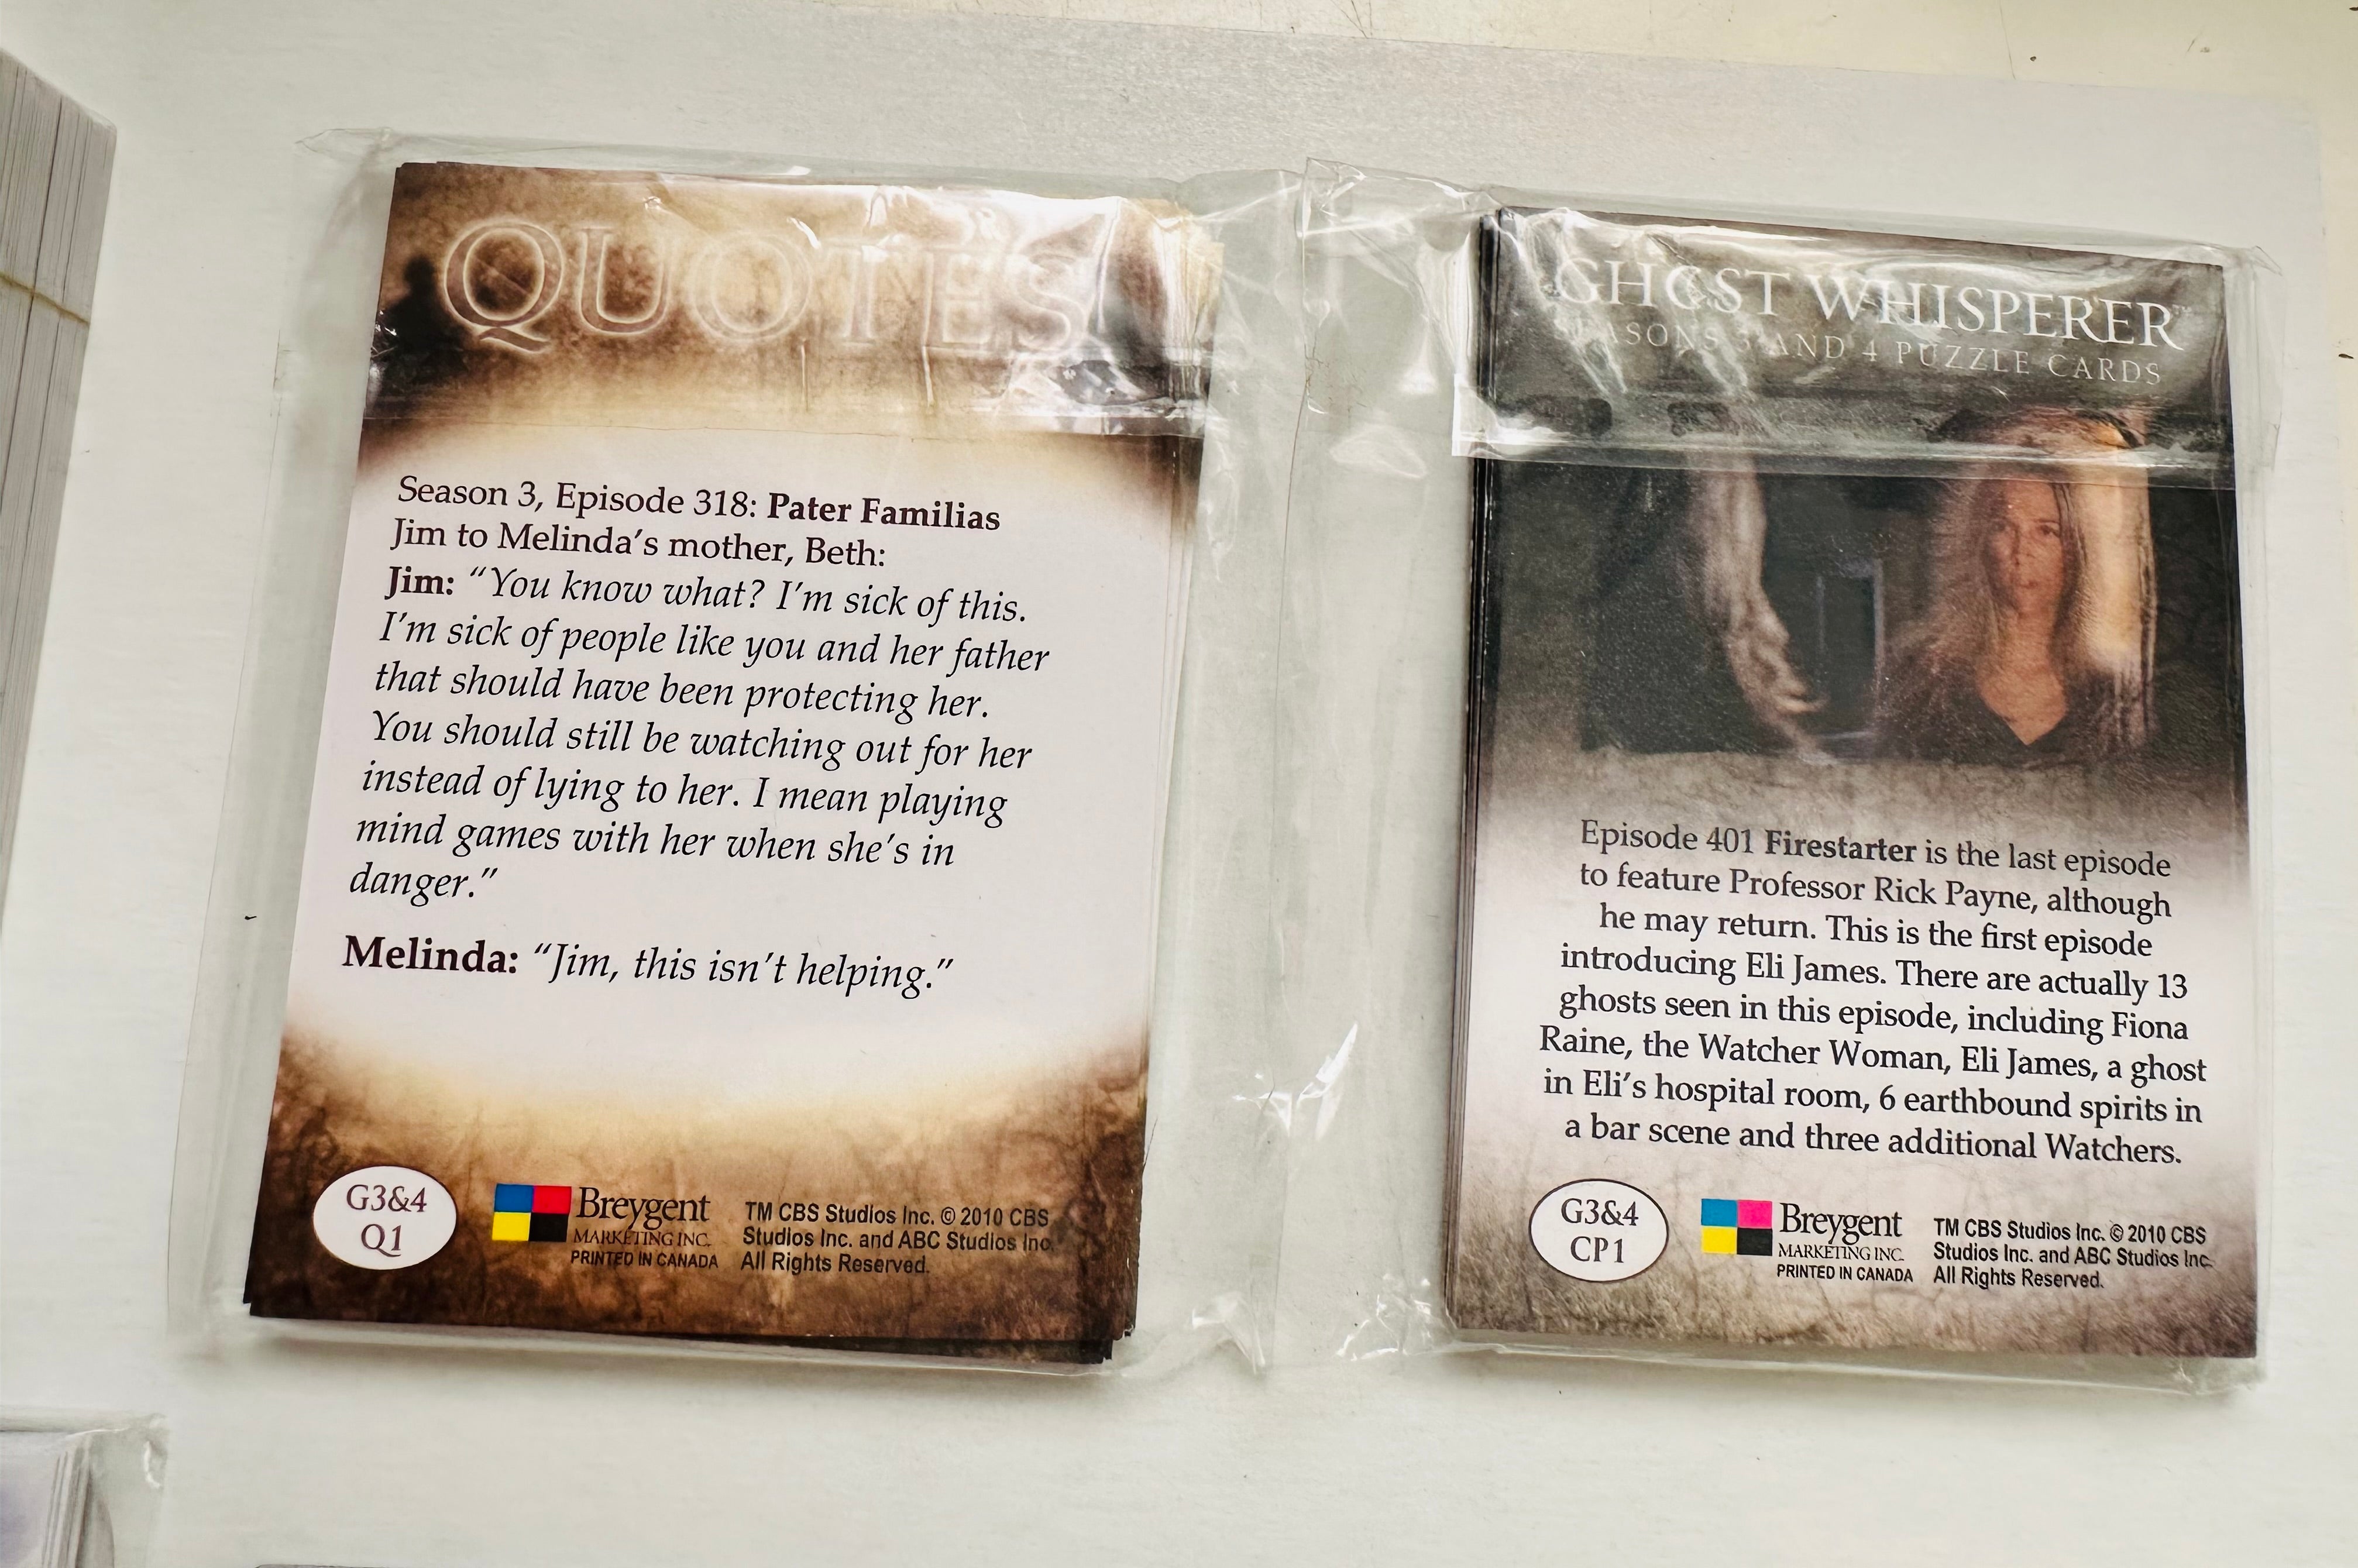 QUOTES
Season 3, Episode 318: Pater Familias
Jim to Melinda's mother, Beth:
Jim: “You know what? I'm sick of this.
I'm sick of people like you and her father
that should have been protecting her.
You should still be watching out for her
instead of lying to her. I mean playing
mind games with her when she's in
danger.”
Melinda: “Jim, this isn't helping.”
G3&4
Q1
Breygent
MARKETING INC.
PRINTED IN CANADA
TM CBS Studios Inc. © 2010 CBS
Studios Inc. and ABC Studios Inc.
All Rights Reserved.
GHOST WHISPERER™
SEASONS 3 AND 4 PUZZLE CARDS
Episode 401 Firestarter is the last episode
to feature Professor Rick Payne, although
he may return. This is the first episode
introducing Eli James. There are actually 13
ghosts seen in this episode, including Fiona
Raine, the Watcher Woman, Eli James, a ghost
in Eli's hospital room, 6 earthbound spirits in
a bar scene and three additional Watchers.
G3&4
CP1
Breygent
MARKETING INC.
PRINTED IN CANADA
TM CBS Studios Inc. © 2010 CBS
Studios Inc. and ABC Studios Inc.
All Rights Reserved.